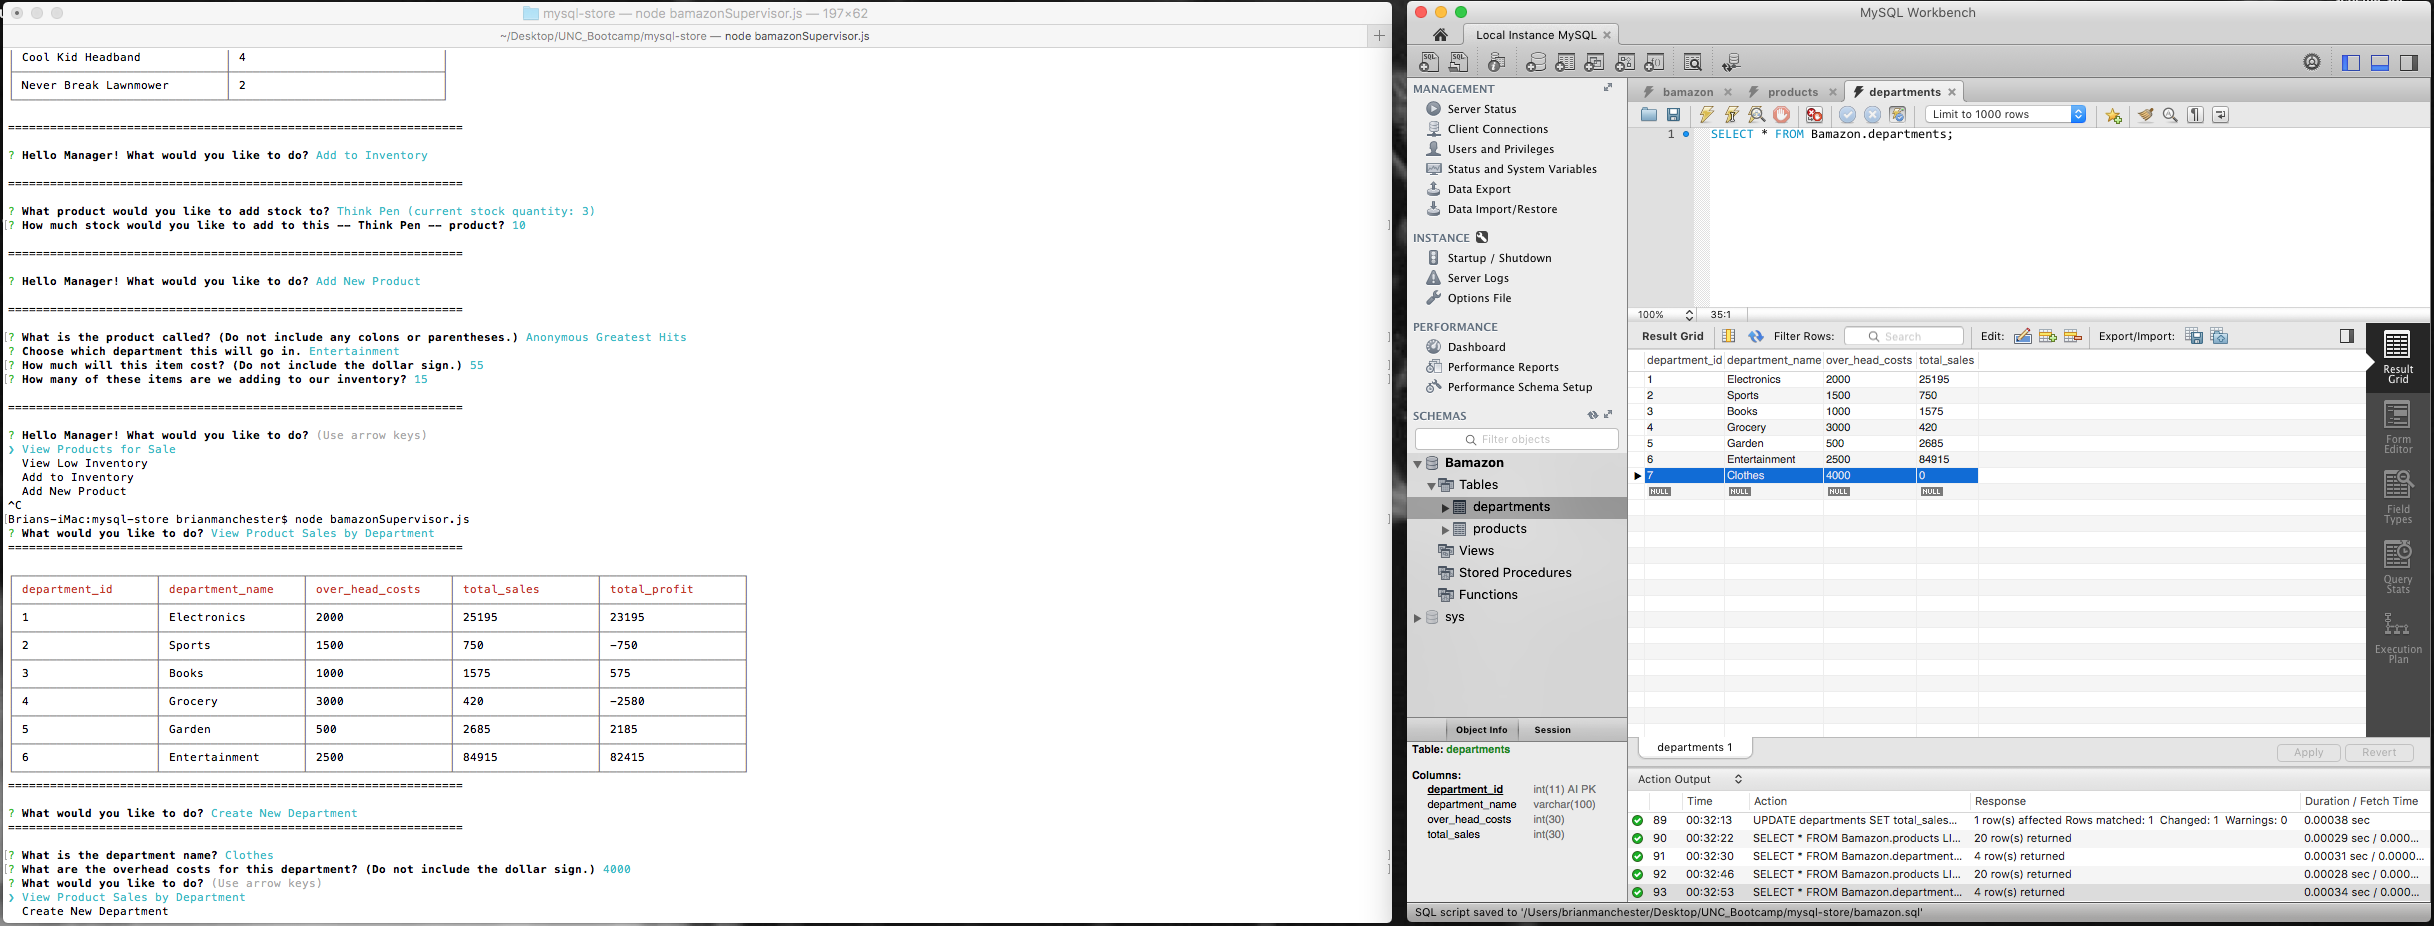 mysql-store — node bamazonSupervisor.js — 197×62
~/Desktop/UNC_Bootcamp/mysql-store — node bamazonSupervisor.js
Cool Kid Headband 4
Never Break Lawnmower 2
=================================================================
? Hello Manager! What would you like to do? Add to Inventory
=================================================================
? What product would you like to add stock to? Think Pen (current stock quantity: 3)
[? How much stock would you like to add to this -- Think Pen -- product? 10 ]
=================================================================
? Hello Manager! What would you like to do? Add New Product
=================================================================
[? What is the product called? (Do not include any colons or parentheses.) Anonymous Greatest Hits ]
? Choose which department this will go in. Entertainment
[? How much will this item cost? (Do not include the dollar sign.) 55 ]
[? How many of these items are we adding to our inventory? 15 ]
=================================================================
? Hello Manager! What would you like to do? (Use arrow keys)
❯ View Products for Sale
View Low Inventory
Add to Inventory
Add New Product
^C
[Brians-iMac:mysql-store brianmanchester$ node bamazonSupervisor.js ]
? What would you like to do? View Product Sales by Department
=================================================================
department_id department_name over_head_costs total_sales total_profit
1 Electronics 2000 25195 23195
2 Sports 1500 750 -750
3 Books 1000 1575 575
4 Grocery 3000 420 -2580
5 Garden 500 2685 2185
6 Entertainment 2500 84915 82415
=================================================================
? What would you like to do? Create New Department
=================================================================
[? What is the department name? Clothes ]
[? What are the overhead costs for this department? (Do not include the dollar sign.) 4000 ]
? What would you like to do? (Use arrow keys)
❯ View Product Sales by Department
Create New Department
MySQL Workbench
Local Instance MySQL
MANAGEMENT
Server Status
Client Connections
Users and Privileges
Status and System Variables
Data Export
Data Import/Restore
INSTANCE
Startup / Shutdown
Server Logs
Options File
PERFORMANCE
Dashboard
Performance Reports
Performance Schema Setup
SCHEMAS
Filter objects
Bamazon
Tables
departments
products
Views
Stored Procedures
Functions
sys
Object Info Session
Table: departments
Columns:
department_id int(11) AI PK
department_name varchar(100)
over_head_costs int(30)
total_sales int(30)
bamazon products departments
Limit to 1000 rows
1 SELECT * FROM Bamazon.departments;
100% 35:1
Result Grid Filter Rows: Search Edit: Export/Import:
department_id department_name over_head_costs total_sales
1 Electronics 2000 25195
2 Sports 1500 750
3 Books 1000 1575
4 Grocery 3000 420
5 Garden 500 2685
6 Entertainment 2500 84915
7 Clothes 4000 0
NULL NULL NULL NULL
Result
Grid
Form
Editor
Field
Types
Query
Stats
Execution
Plan
departments 1
Apply Revert
Action Output
Time Action Response Duration / Fetch Time
89 00:32:13 UPDATE departments SET total_sales... 1 row(s) affected Rows matched: 1 Changed: 1 Warnings: 0 0.00038 sec
90 00:32:22 SELECT * FROM Bamazon.products LI... 20 row(s) returned 0.00029 sec / 0.000...
91 00:32:30 SELECT * FROM Bamazon.department... 4 row(s) returned 0.00031 sec / 0.0000...
92 00:32:46 SELECT * FROM Bamazon.products LI... 20 row(s) returned 0.00028 sec / 0.000...
93 00:32:53 SELECT * FROM Bamazon.department... 4 row(s) returned 0.00034 sec / 0.000...
SQL script saved to '/Users/brianmanchester/Desktop/UNC_Bootcamp/mysql-store/bamazon.sql'